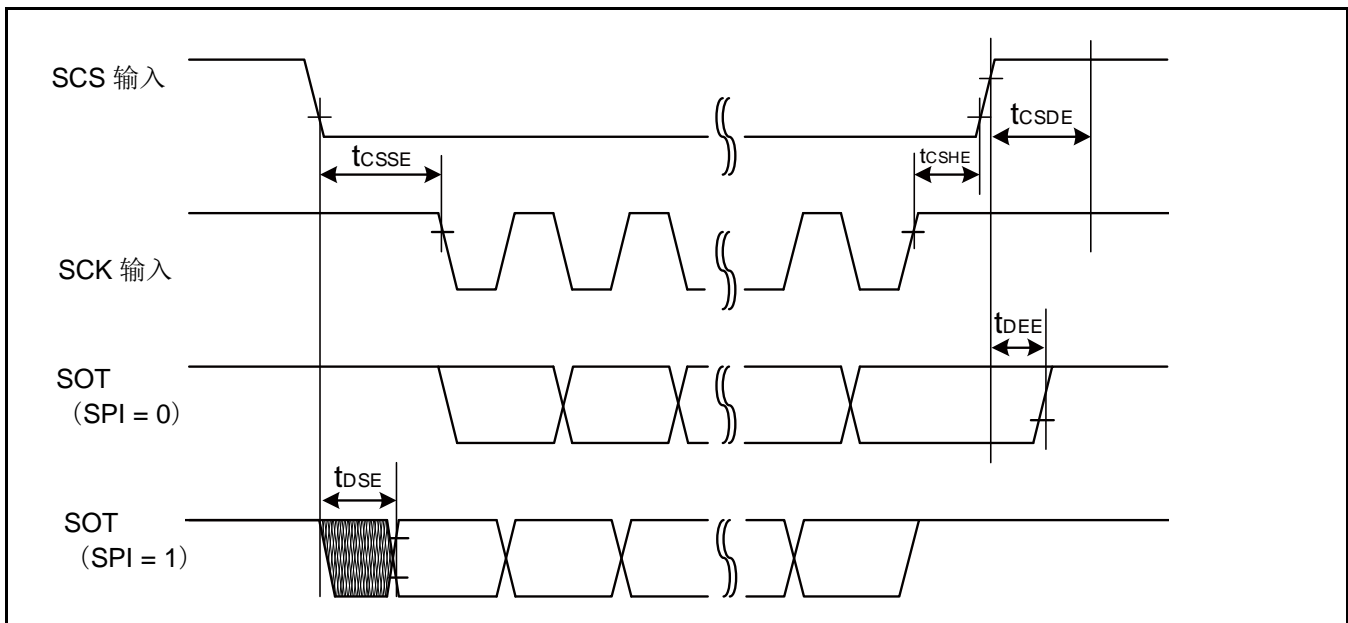 SCS 输入
tCSDE
tCSSE
tCSHE
SCK 输入
tDEE
SOT
（SPI = 0）
tDSE
SOT
（SPI = 1）